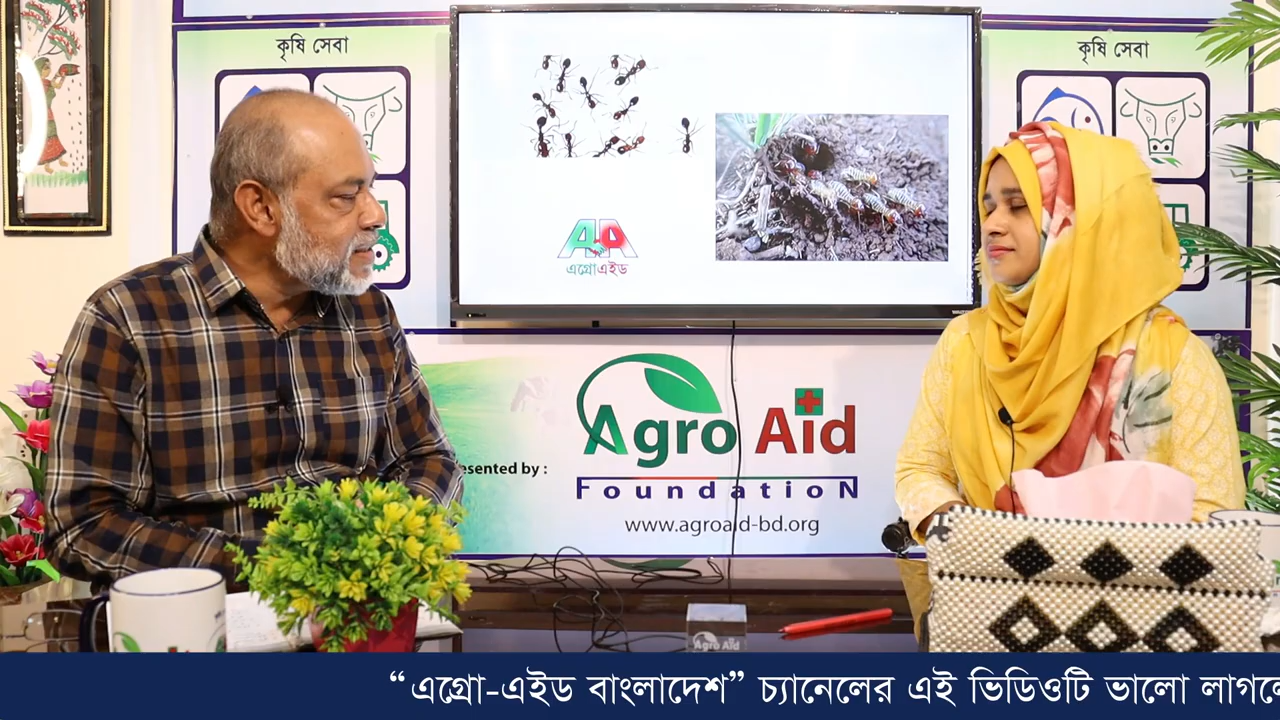 কৃষি সেবা
কৃষি সেবা
এগ্রোএইড
Agro Aid
esented by :
FoundatioN
www.agroaid-bd.org
Agro Aid
“এগ্রো-এইড বাংলাদেশ” চ্যানেলের এই ভিডিওটি ভালো লাগলে